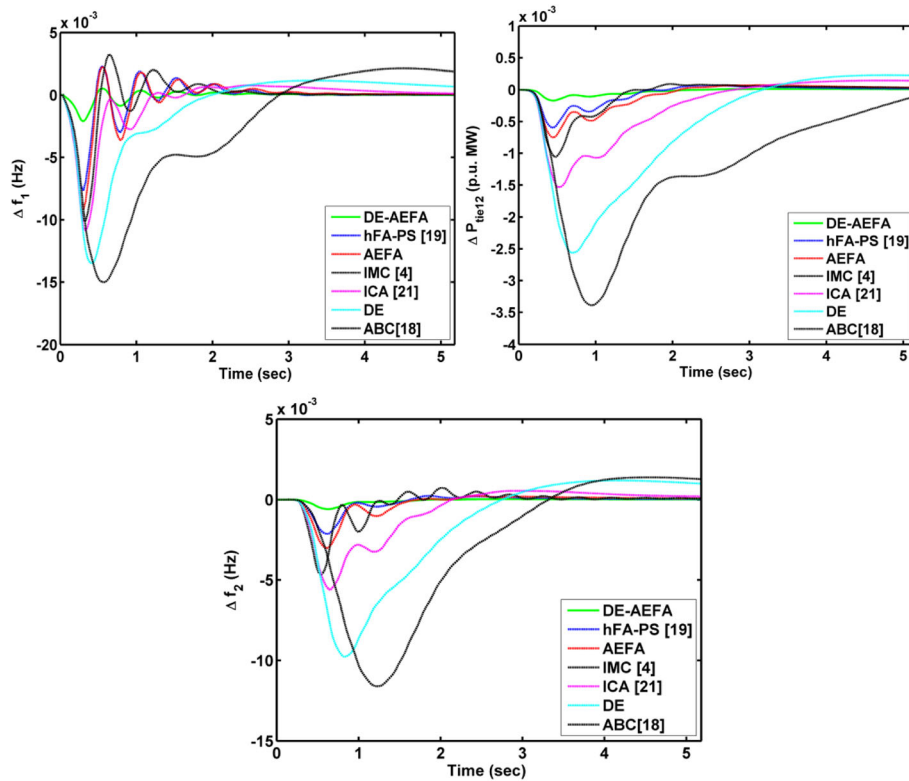 x 10⁻³
5
0
-5
-10
-15
-20
0
1
2
3
4
5
Δ f₁ (Hz)
Time (sec)
DE-AEFA
hFA-PS [19]
AEFA
IMC [4]
ICA [21]
DE
ABC[18]
x 10⁻³
1
0.5
0
-0.5
-1
-1.5
-2
-2.5
-3
-3.5
-4
0
1
2
3
4
5
Δ P_tie12 (p.u. MW)
Time (sec)
DE-AEFA
hFA-PS [19]
AEFA
IMC [4]
ICA [21]
DE
ABC[18]
x 10⁻³
5
0
-5
-10
-15
0
1
2
3
4
5
Δ f₂ (Hz)
Time (sec)
DE-AEFA
hFA-PS [19]
AEFA
IMC [4]
ICA [21]
DE
ABC[18]